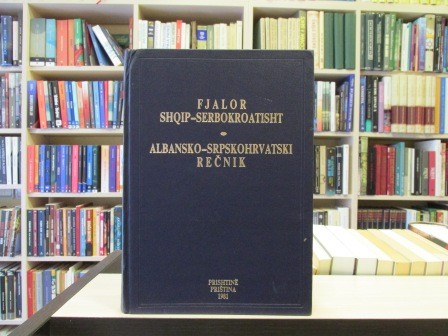 FJALOR
SHQIP–SERBOKROATISHT
ALBANSKO–SRPSKOHRVATSKI
REČNIK
PRISHTINË
PRIŠTINA
1981